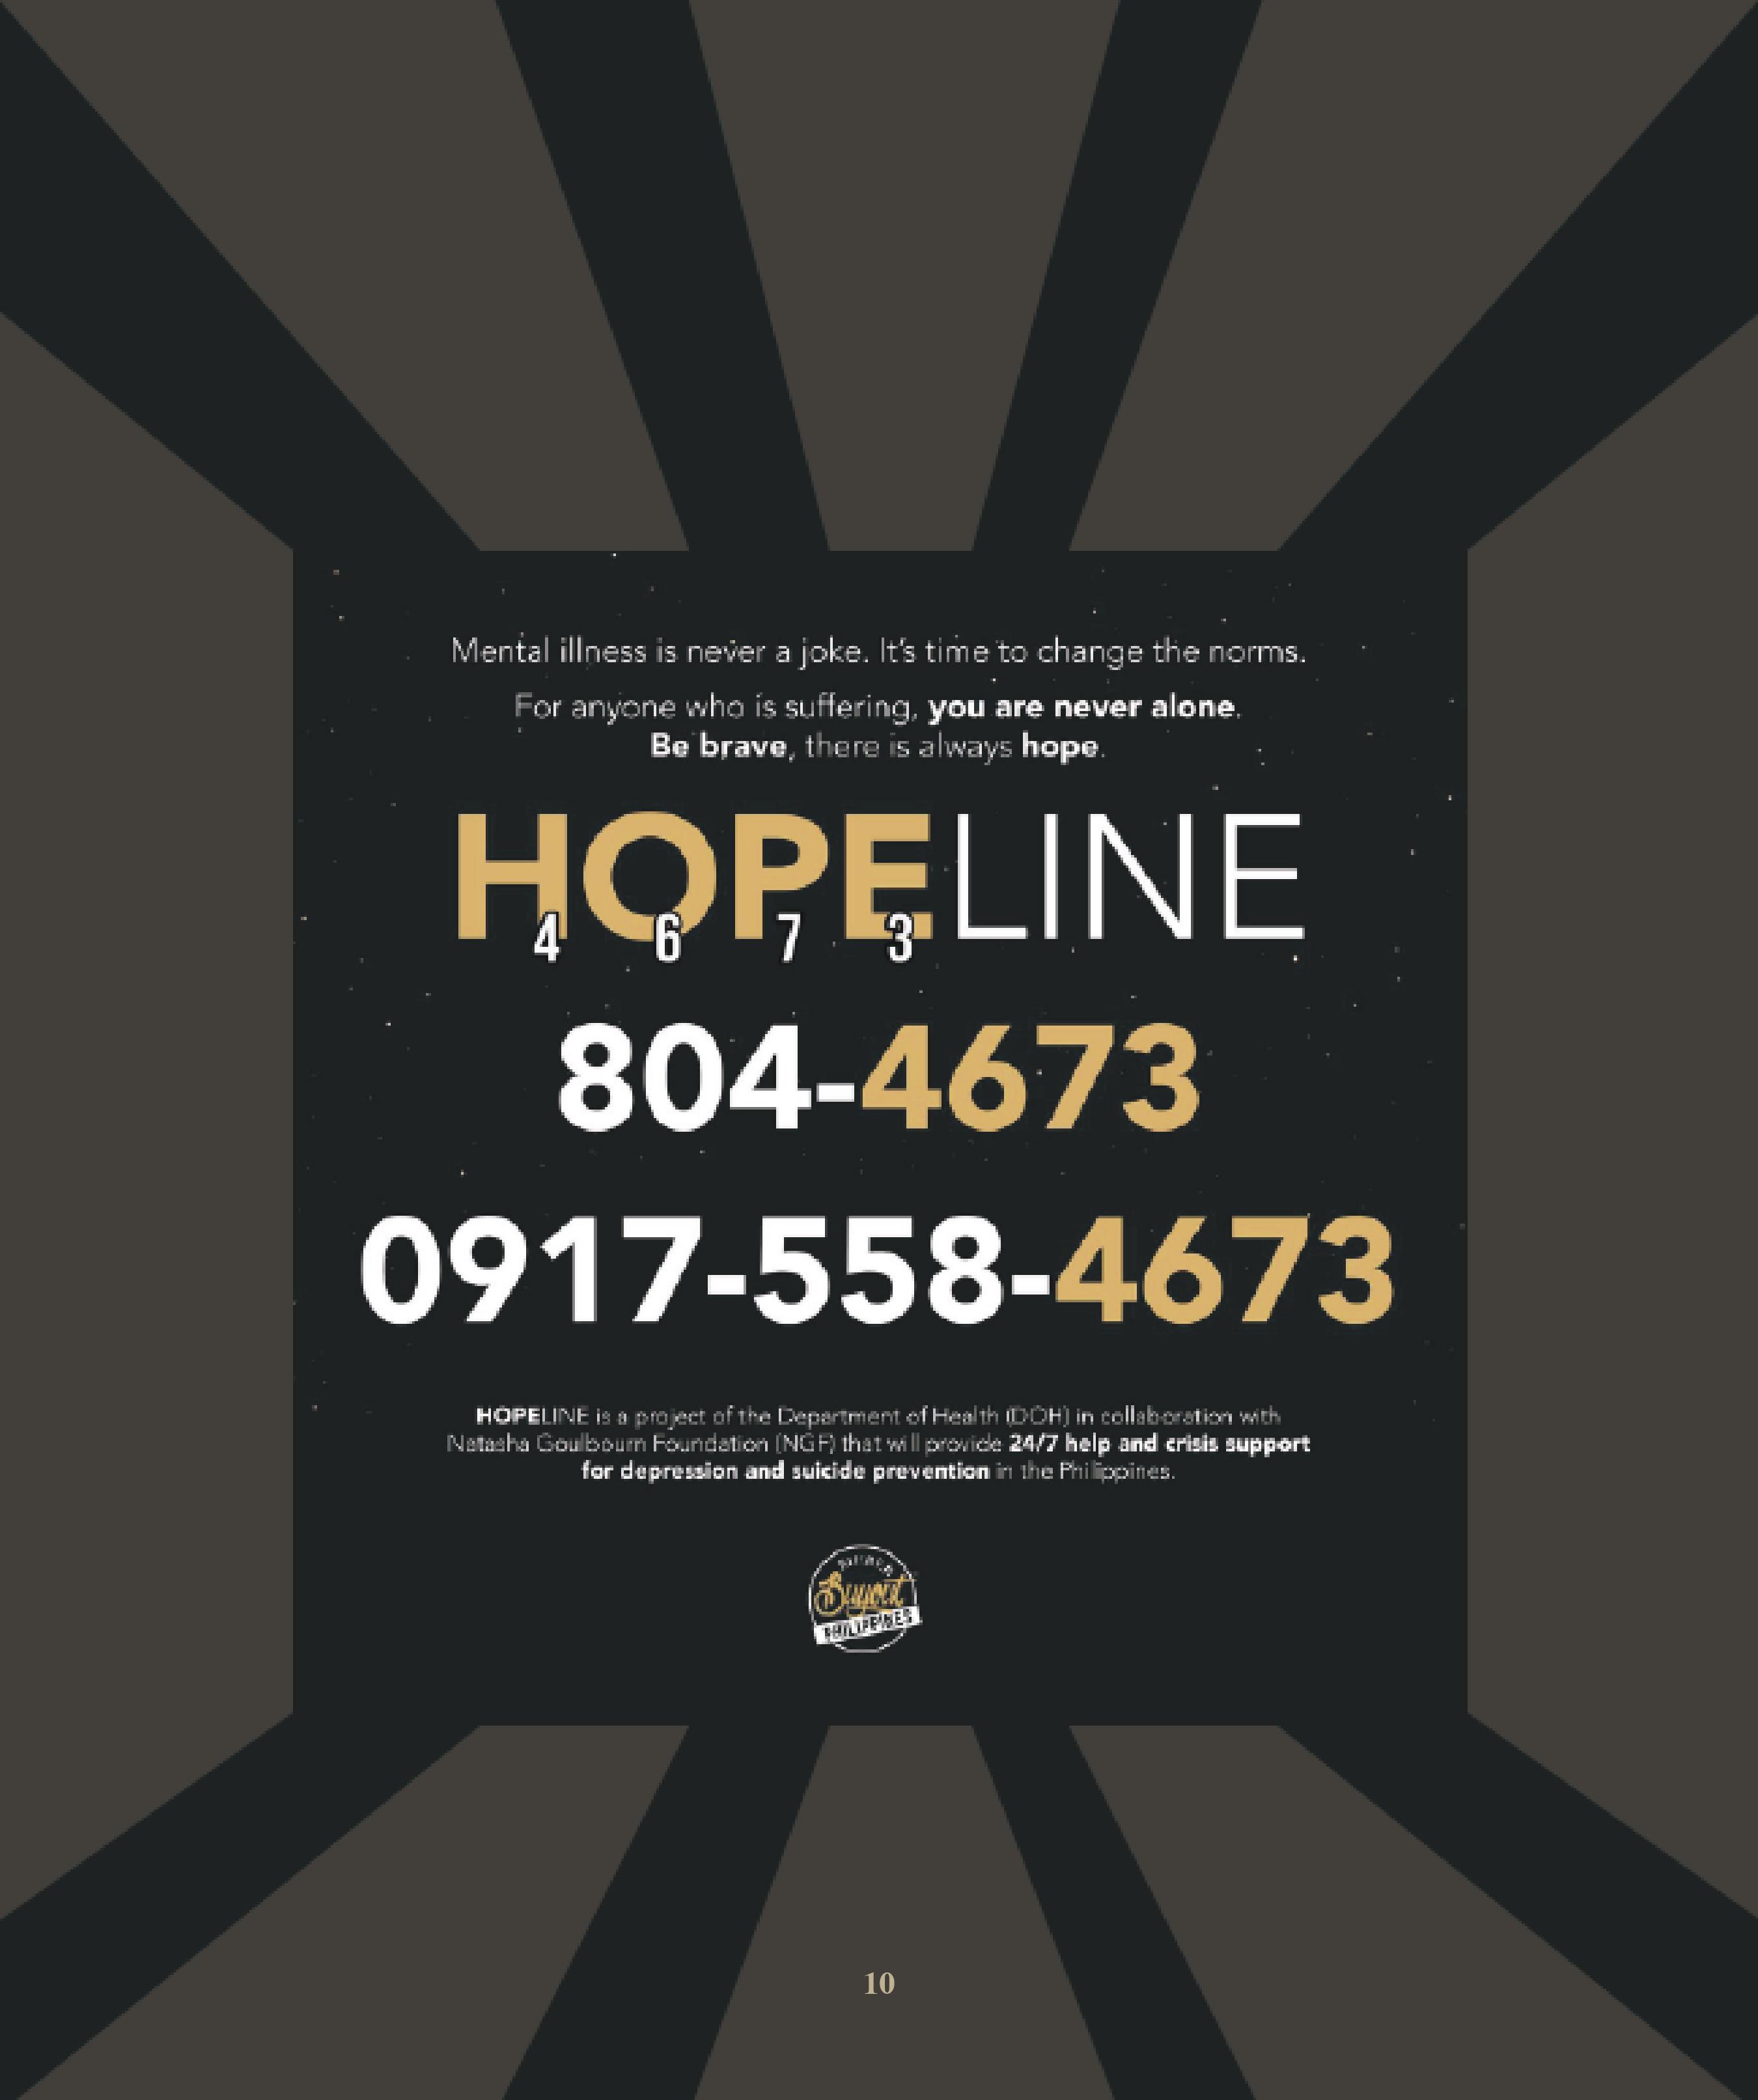 Mental illness is never a joke. It's time to change the norms.
For anyone who is suffering, you are never alone.
Be brave, there is always hope.
HOPELINE
4 6 7 3
804-4673
0917-558-4673
HOPELINE is a project of the Department of Health (DOH) in collaboration with
Natasha Goulbourn Foundation (NGF) that will provide 24/7 help and crisis support
for depression and suicide prevention in the Philippines.
PHILIPPINES
10